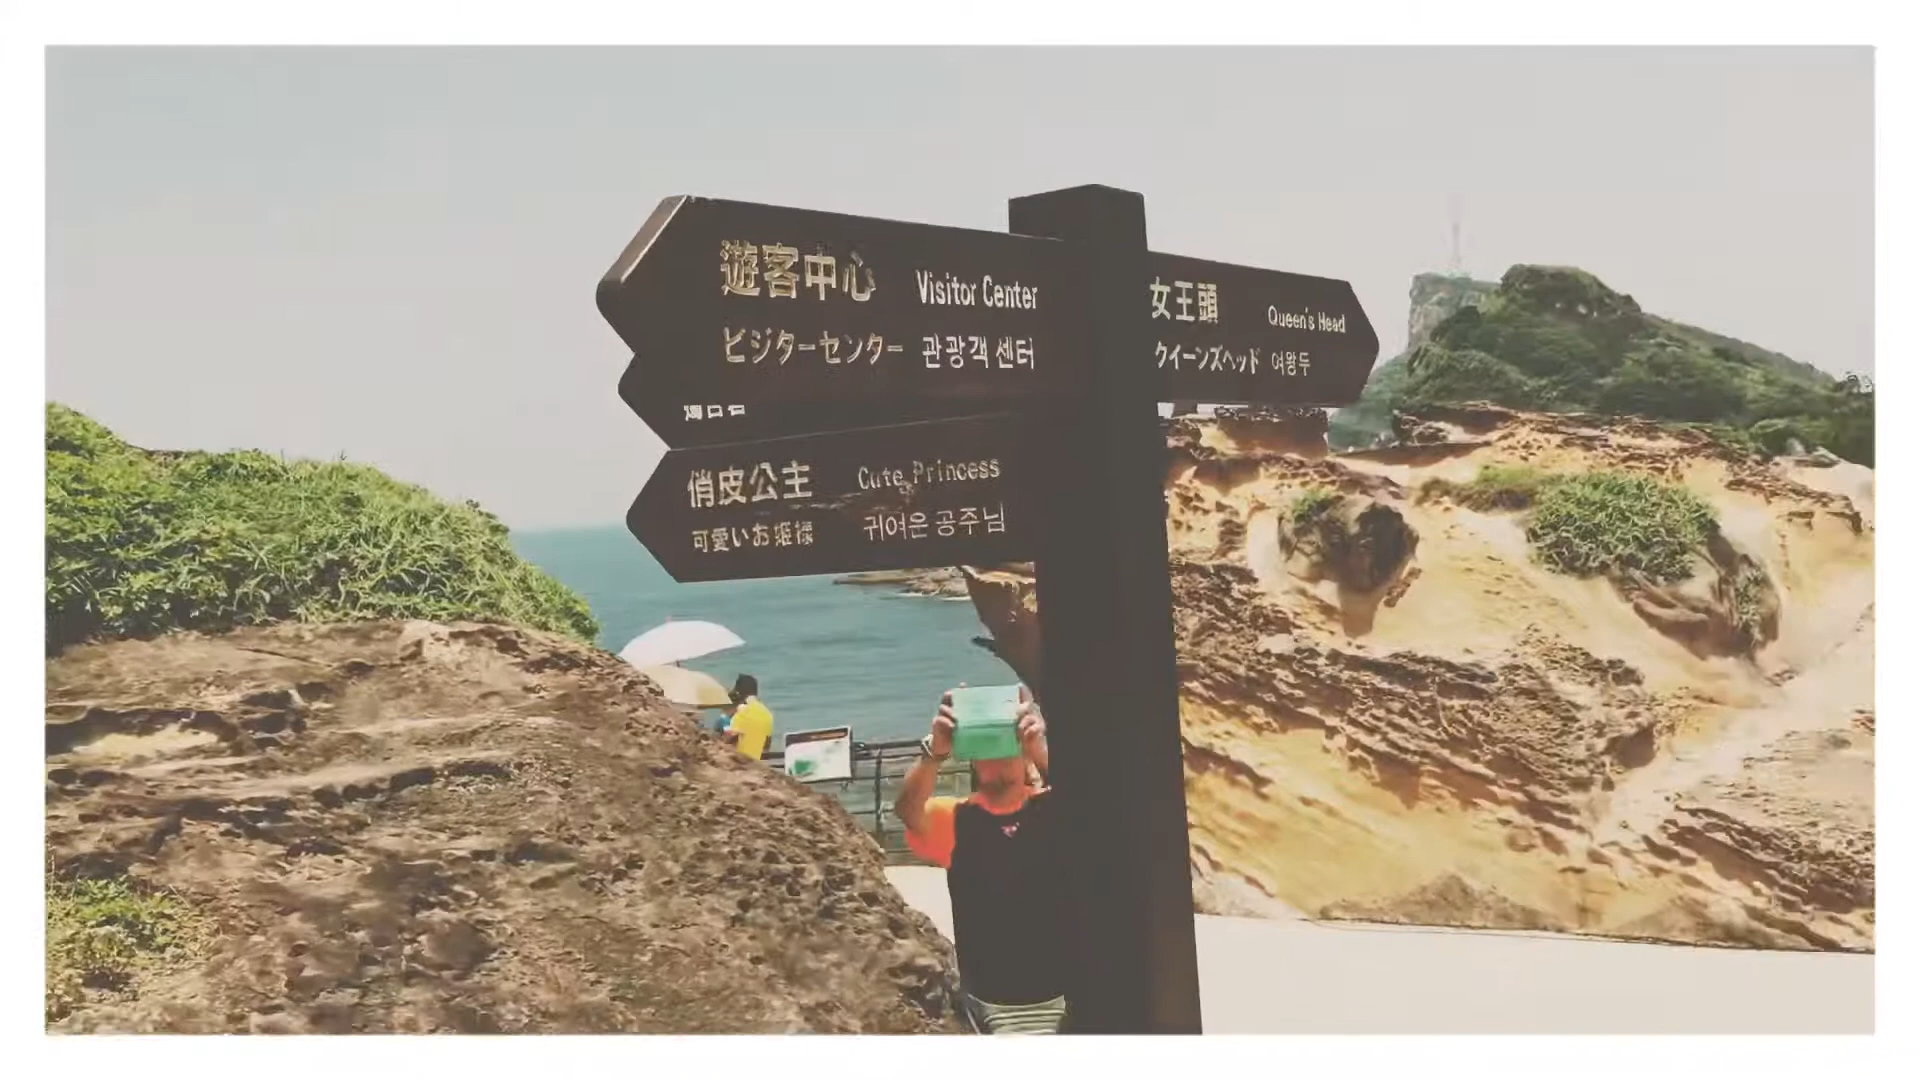 遊客中心 Visitor Center
ビジターセンター 관광객 센터
俏皮公主 Cute Princess
可愛いお姫様 귀여운 공주님
女王頭 Queen's Head
クイーンズヘッド 여왕두